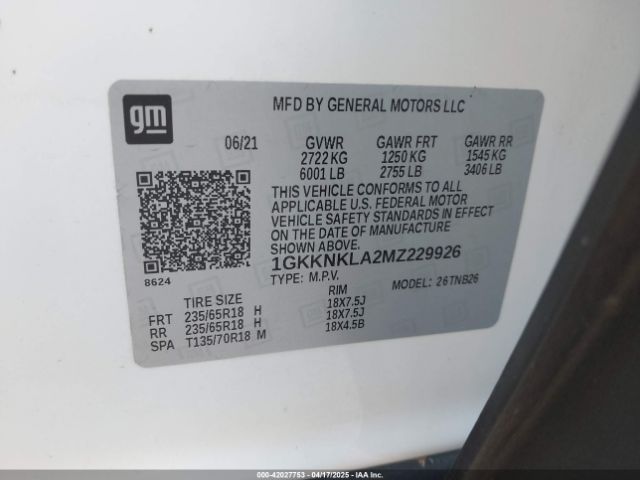 gm
MFD BY GENERAL MOTORS LLC
06/21 GVWR GAWR FRT GAWR RR
2722 KG 1250 KG 1545 KG
6001 LB 2755 LB 3406 LB
THIS VEHICLE CONFORMS TO ALL
APPLICABLE U.S. FEDERAL MOTOR
VEHICLE SAFETY STANDARDS IN EFFECT
ON THE DATE OF MANUFACTURE
SHOWN ABOVE.
1GKKNKLA2MZ229926
8624
TYPE: M.P.V. MODEL: 26TNB26
TIRE SIZE RIM
FRT 235/65R18 H 18X7.5J
RR 235/65R18 H 18X7.5J
SPA T135/70R18 M 18X4.5B
000-42027753 - 04/17/2025 - IAAI Inc.